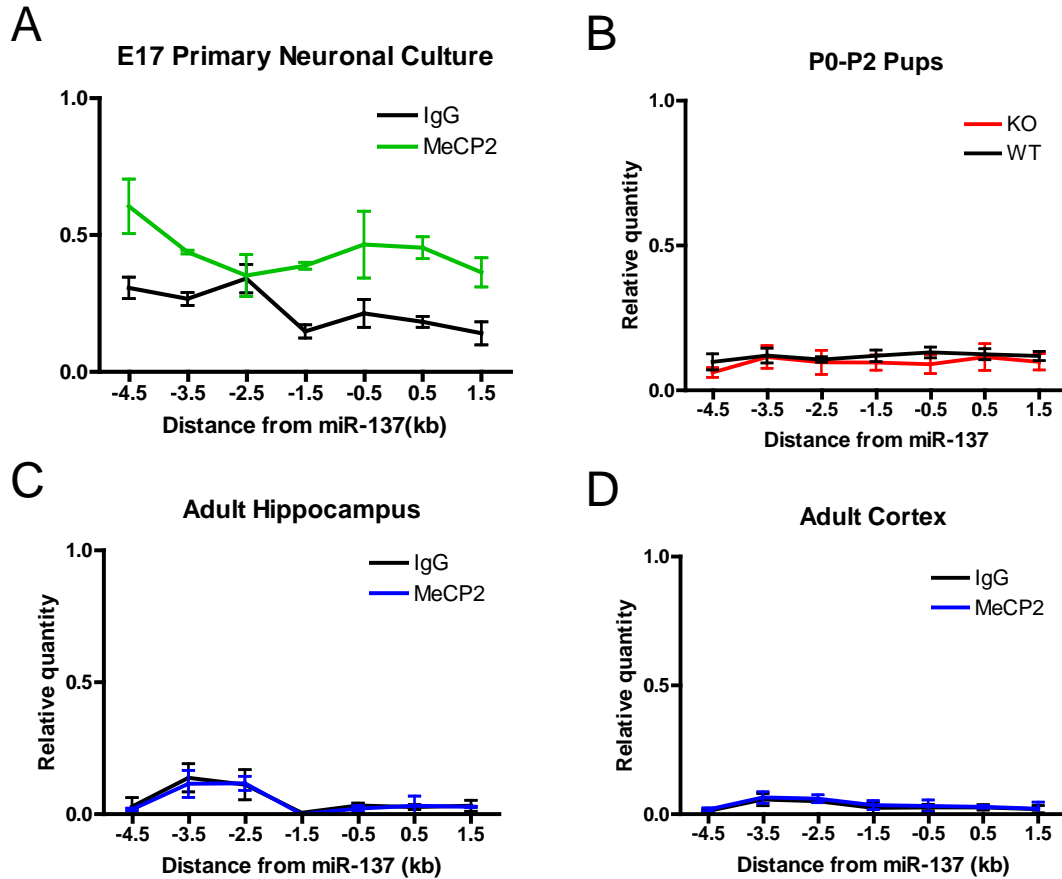 A
E17 Primary Neuronal Culture
1.0
0.5
0.0
IgG
MeCP2
-4.5 -3.5 -2.5 -1.5 -0.5 0.5 1.5
Distance from miR-137(kb)
B
P0-P2 Pups
Relative quantity
1.0
0.5
0.0
KO
WT
-4.5 -3.5 -2.5 -1.5 -0.5 0.5 1.5
Distance from miR-137
C
Adult Hippocampus
Relative quantity
1.0
0.5
0.0
IgG
MeCP2
-4.5 -3.5 -2.5 -1.5 -0.5 0.5 1.5
Distance from miR-137 (kb)
D
Adult Cortex
Relative quantity
1.0
0.5
0.0
IgG
MeCP2
-4.5 -3.5 -2.5 -1.5 -0.5 0.5 1.5
Distance from miR-137 (kb)